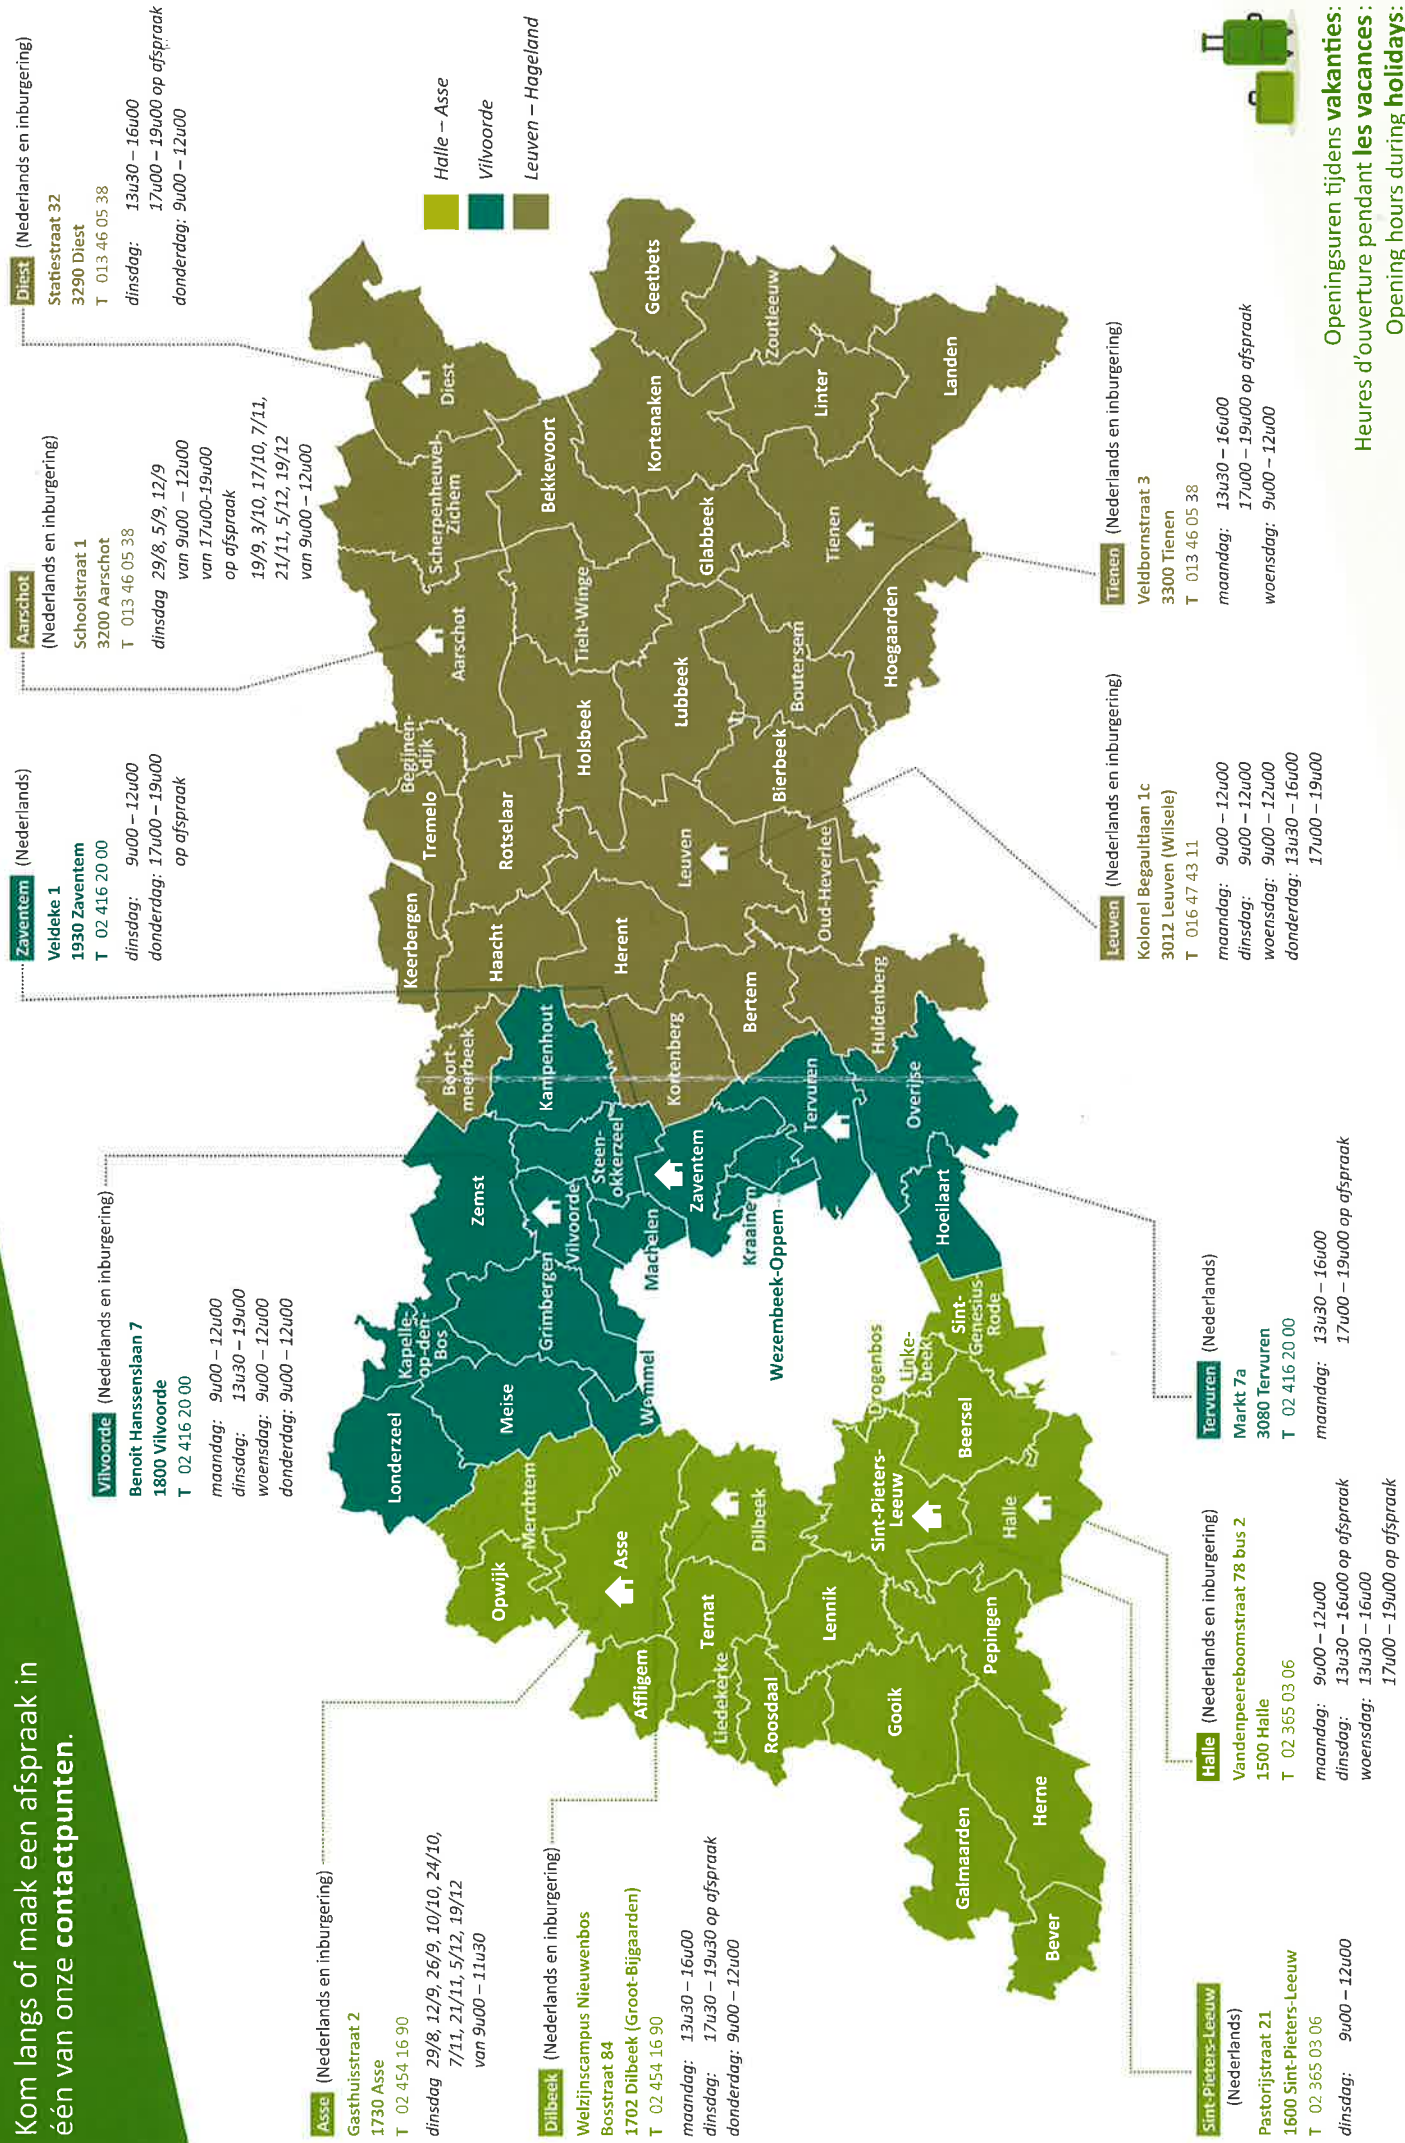 Kom langs of maak een afspraak in
één van onze contactpunten.
Vilvoorde (Nederlands en inburgering)
Benoit Hanssenslaan 7
1800 Vilvoorde
T 02 416 20 00
maandag: 9u00 – 12u00
dinsdag: 13u30 – 19u00
woensdag: 9u00 – 12u00
donderdag: 9u00 – 12u00
Zaventem (Nederlands)
Veldeke 1
1930 Zaventem
T 02 416 20 00
dinsdag: 9u00 – 12u00
donderdag: 17u00 – 19u00
op afspraak
Aarschot
(Nederlands en inburgering)
Schoolstraat 1
3200 Aarschot
T 013 46 05 38
dinsdag 29/8, 5/9, 12/9
van 9u00 – 12u00
van 17u00-19u00
op afspraak
19/9, 3/10, 17/10, 7/11,
21/11, 5/12, 19/12
van 9u00 – 12u00
Diest (Nederlands en inburgering)
Statiestraat 32
3290 Diest
T 013 46 05 38
dinsdag: 13u30 – 16u00
17u00 – 19u00 op afspraak
donderdag: 9u00 – 12u00
Halle – Asse
Vilvoorde
Leuven – Hageland
Asse (Nederlands en inburgering)
Gasthuisstraat 2
1730 Asse
T 02 454 16 90
dinsdag 29/8, 12/9, 26/9, 10/10, 24/10,
7/11, 21/11, 5/12, 19/12
van 9u00 – 11u30
Dilbeek (Nederlands en inburgering)
Welzijnscampus Nieuwenbos
Bosstraat 84
1702 Dilbeek (Groot-Bijgaarden)
T 02 454 16 90
maandag: 13u30 – 16u00
dinsdag: 17u30 – 19u30 op afspraak
donderdag: 9u00 – 12u00
Londerzeel
Kapelle-
op-den-
Bos
Zemst
Boort-
meerbeek
Keerbergen
Tremelo
Begijnen-
dijk
Aarschot
Scherpenheuvel-
Zichem
Diest
Opwijk
Merchtem
Meise
Grimbergen
Vilvoorde
Kampenhout
Haacht
Rotselaar
Holsbeek
Tielt-Winge
Bekkevoort
Asse
Affligem
Wemmel
Machelen
Steen-
okkerzeel
Herent
Leuven
Lubbeek
Glabbeek
Kortenaken
Geetbets
Liedekerke
Ternat
Dilbeek
Zaventem
Kortenberg
Kraainem
Wezembeek-Oppem
Bertem
Bierbeek
Boutersem
Tienen
Linter
Zoutleeuw
Roosdaal
Lennik
Tervuren
Oud-Heverlee
Hoegaarden
Landen
Gooik
Sint-Pieters-
Leeuw
Drogenbos
Linke-
beek
Huldenberg
Overijse
Hoeilaart
Sint-
Genesius-
Rode
Beersel
Halle
Pepingen
Galmaarden
Herne
Bever
Sint-Pieters-Leeuw
(Nederlands)
Pastorijstraat 21
1600 Sint-Pieters-Leeuw
T 02 365 03 06
dinsdag: 9u00 – 12u00
Halle (Nederlands en inburgering)
Vandenpeereboomstraat 78 bus 2
1500 Halle
T 02 365 03 06
maandag: 9u00 – 12u00
dinsdag: 13u30 – 16u00 op afspraak
woensdag: 13u30 – 16u00
17u00 – 19u00 op afspraak
Tervuren (Nederlands)
Markt 7a
3080 Tervuren
T 02 416 20 00
maandag: 13u30 – 16u00
17u00 – 19u00 op afspraak
Leuven (Nederlands en inburgering)
Kolonel Begaultlaan 1c
3012 Leuven (Wilsele)
T 016 47 43 11
maandag: 9u00 – 12u00
dinsdag: 9u00 – 12u00
woensdag: 9u00 – 12u00
donderdag: 13u30 – 16u00
17u00 – 19u00
Tienen (Nederlands en inburgering)
Veldbornstraat 3
3300 Tienen
T 013 46 05 38
maandag: 13u30 – 16u00
17u00 – 19u00 op afspraak
woensdag: 9u00 – 12u00
Openingsuren tijdens vakanties:
Heures d'ouverture pendant les vacances :
Opening hours during holidays: